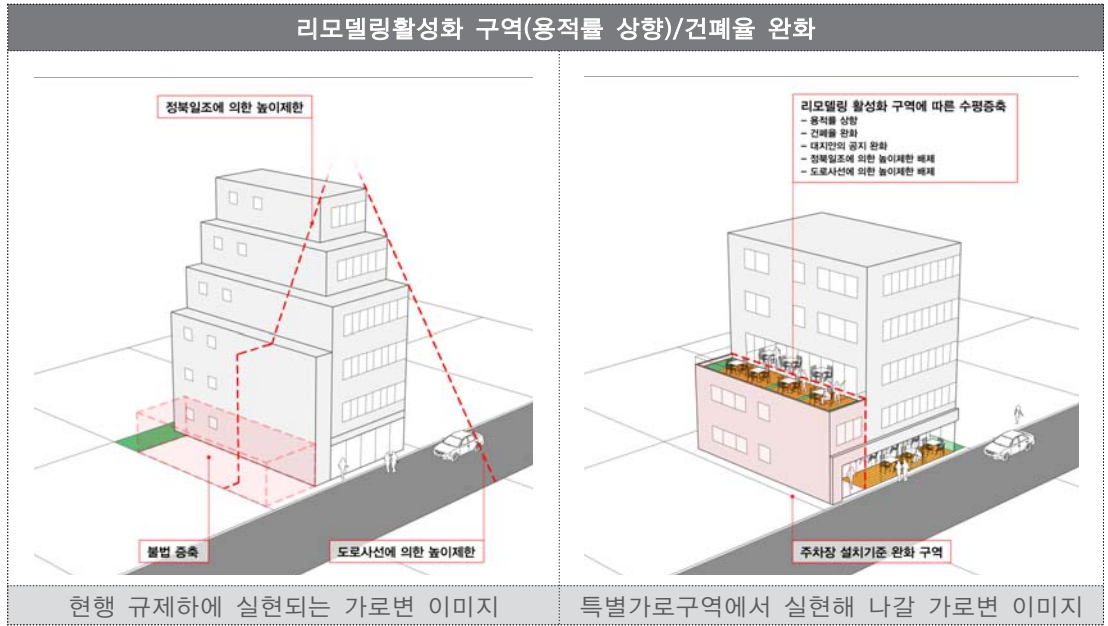 리모델링활성화 구역(용적률 상향)/건폐율 완화
정북일조에 의한 높이제한
불법 증축
도로사선에 의한 높이제한
리모델링 활성화 구역에 따른 수평증축
- 용적률 상향
- 건폐율 완화
- 대지안의 공지 완화
- 정북일조에 의한 높이제한 배제
- 도로사선에 의한 높이제한 배제
주차장 설치기준 완화 구역
현행 규제하에 실현되는 가로변 이미지
특별가로구역에서 실현해 나갈 가로변 이미지